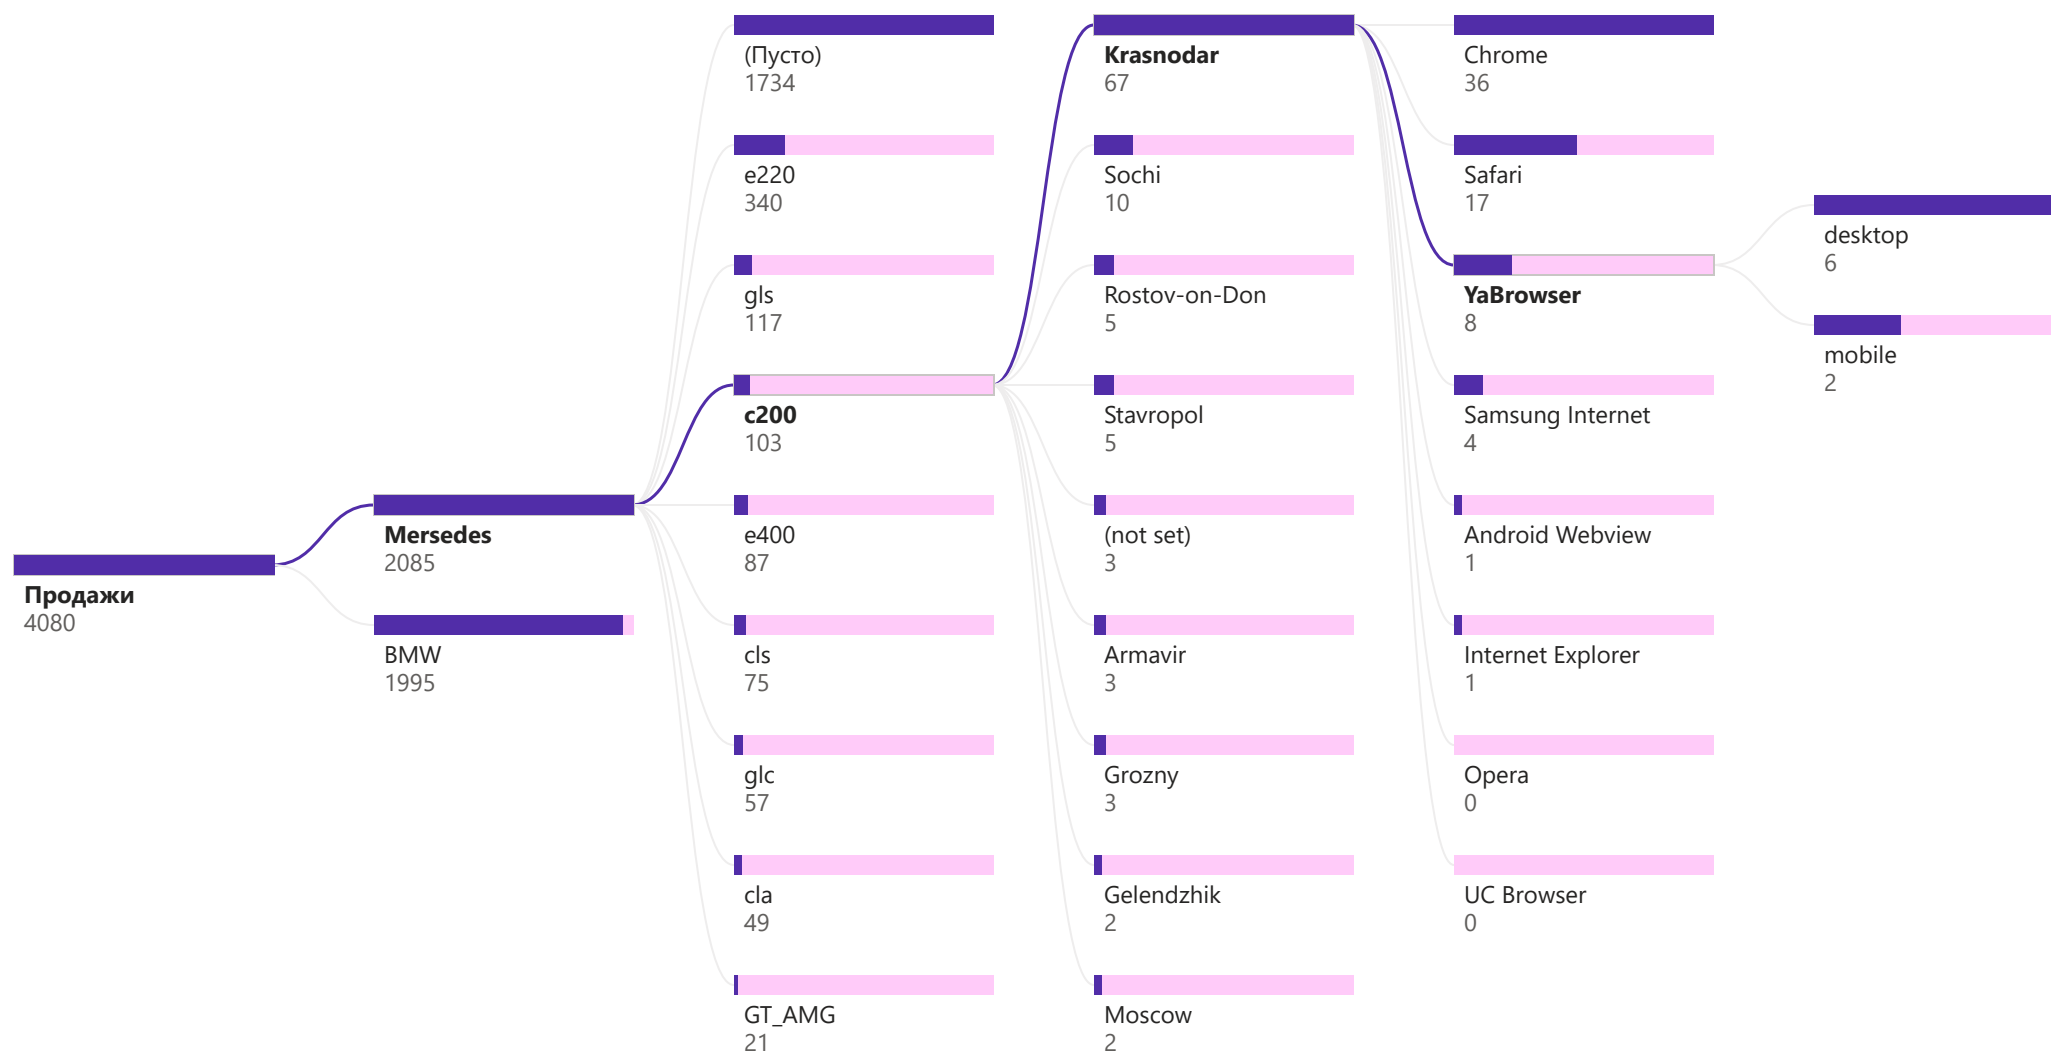 Продажи
4080
Mersedes
2085
BMW
1995
(Пусто)
1734
e220
340
gls
117
c200
103
e400
87
cls
75
glc
57
cla
49
GT_AMG
21
Krasnodar
67
Sochi
10
Rostov-on-Don
5
Stavropol
5
(not set)
3
Armavir
3
Grozny
3
Gelendzhik
2
Moscow
2
Chrome
36
Safari
17
YaBrowser
8
Samsung Internet
4
Android Webview
1
Internet Explorer
1
Opera
0
UC Browser
0
desktop
6
mobile
2